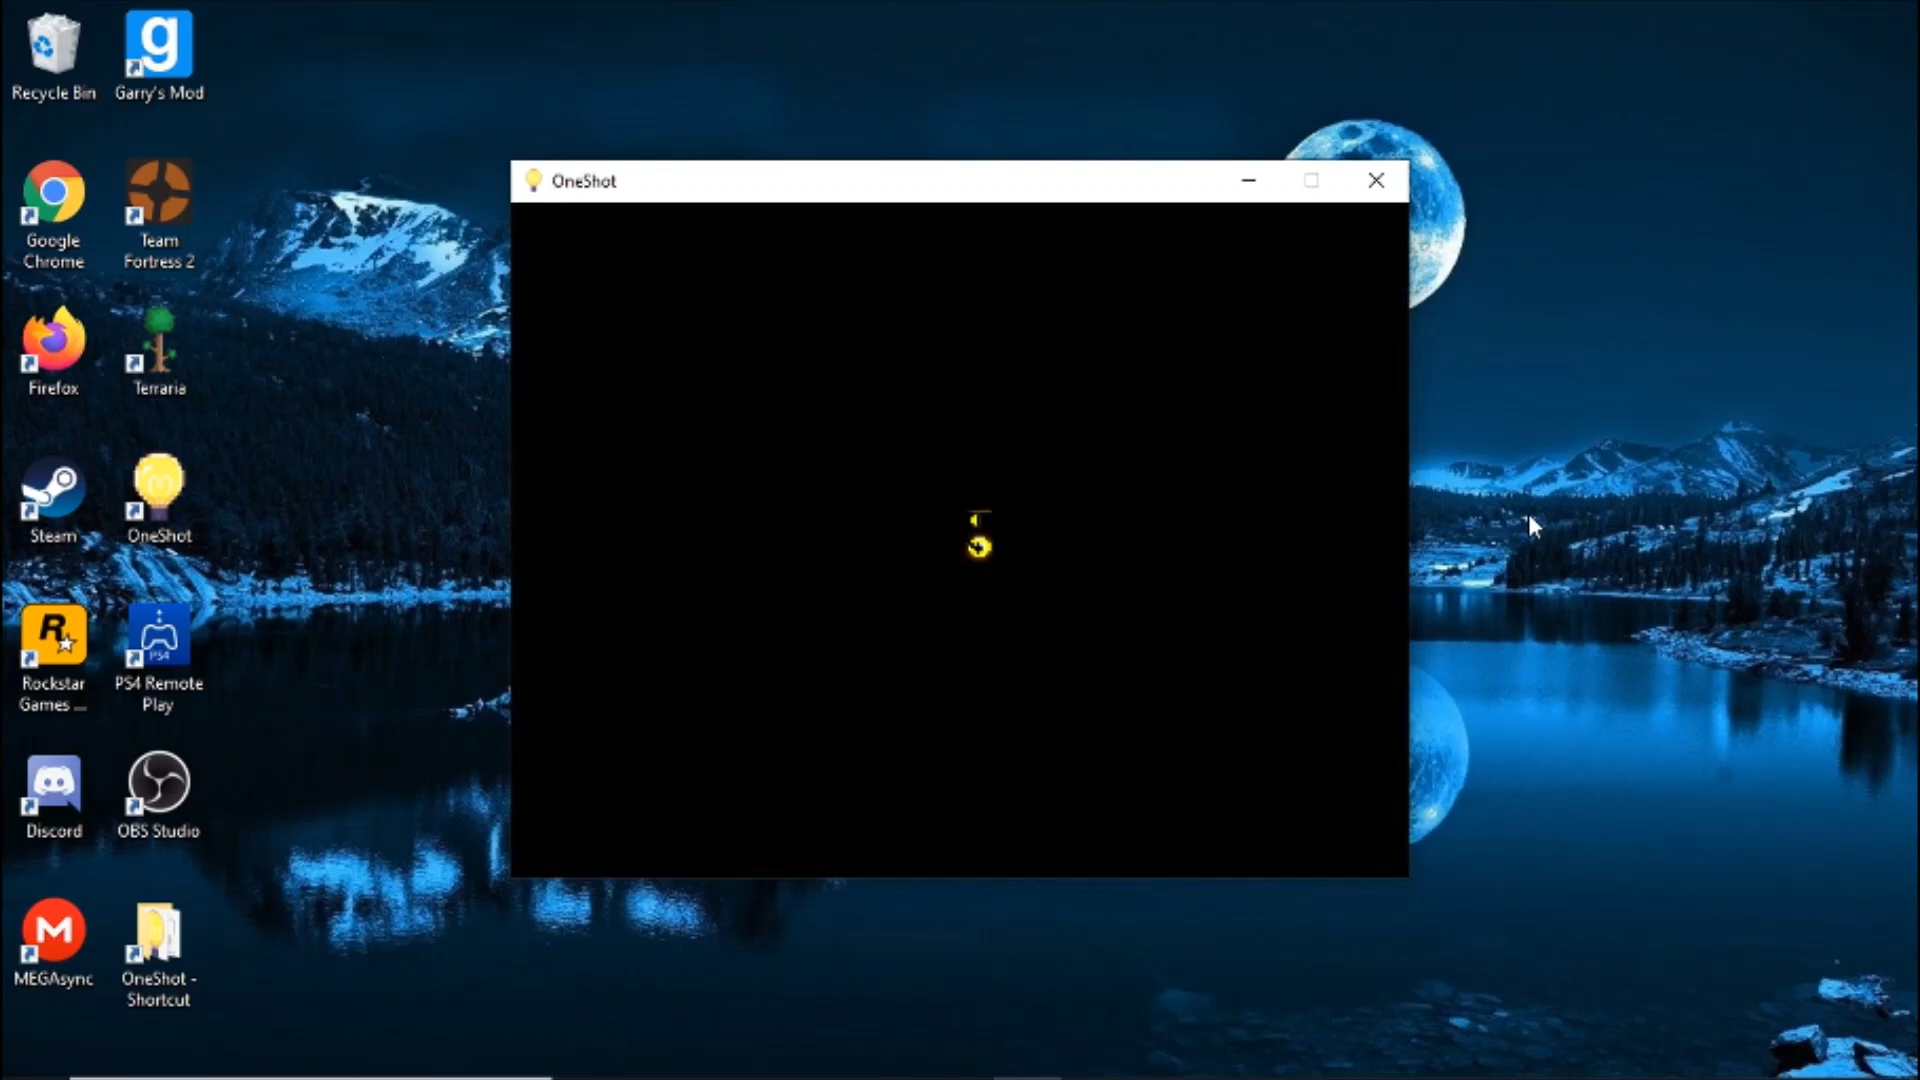 Recycle Bin
Garry's Mod
Google
Chrome
Team
Fortress 2
Firefox
Terraria
Steam
OneShot
R
Rockstar
Games ...
PS4
PS4 Remote
Play
Discord
OBS Studio
M
MEGAsync
OneShot -
Shortcut
g
OneShot